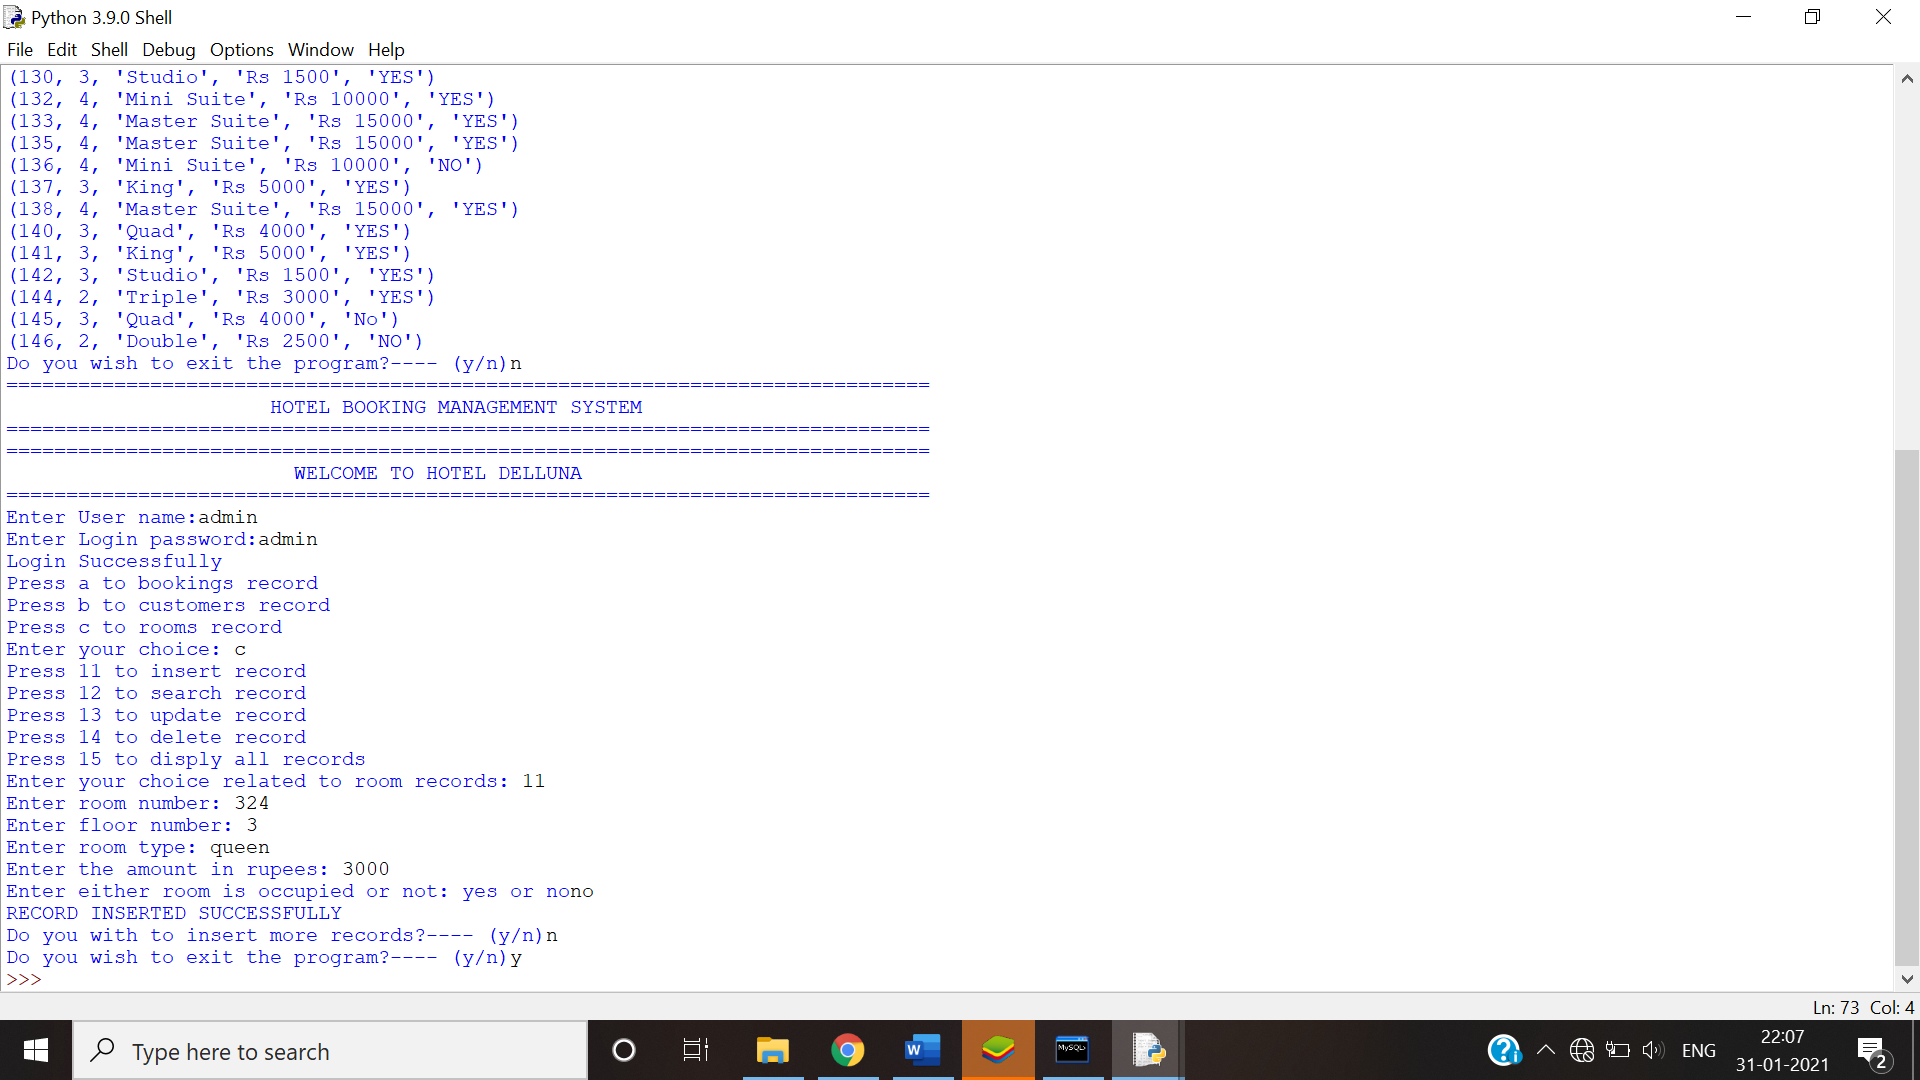 Python 3.9.0 Shell
File Edit Shell Debug Options Window Help
(130, 3, 'Studio', 'Rs 1500', 'YES')
(132, 4, 'Mini Suite', 'Rs 10000', 'YES')
(133, 4, 'Master Suite', 'Rs 15000', 'YES')
(135, 4, 'Master Suite', 'Rs 15000', 'YES')
(136, 4, 'Mini Suite', 'Rs 10000', 'NO')
(137, 3, 'King', 'Rs 5000', 'YES')
(138, 4, 'Master Suite', 'Rs 15000', 'YES')
(140, 3, 'Quad', 'Rs 4000', 'YES')
(141, 3, 'King', 'Rs 5000', 'YES')
(142, 3, 'Studio', 'Rs 1500', 'YES')
(144, 2, 'Triple', 'Rs 3000', 'YES')
(145, 3, 'Quad', 'Rs 4000', 'No')
(146, 2, 'Double', 'Rs 2500', 'NO')
Do you wish to exit the program?---- (y/n)n
=============================================================================
HOTEL BOOKING MANAGEMENT SYSTEM
=============================================================================
=============================================================================
WELCOME TO HOTEL DELLUNA
=============================================================================
Enter User name:admin
Enter Login password:admin
Login Successfully
Press a to bookings record
Press b to customers record
Press c to rooms record
Enter your choice: c
Press 11 to insert record
Press 12 to search record
Press 13 to update record
Press 14 to delete record
Press 15 to disply all records
Enter your choice related to room records: 11
Enter room number: 324
Enter floor number: 3
Enter room type: queen
Enter the amount in rupees: 3000
Enter either room is occupied or not: yes or nono
RECORD INSERTED SUCCESSFULLY
Do you with to insert more records?---- (y/n)n
Do you wish to exit the program?---- (y/n)y
>>>
Ln: 73 Col: 4
Type here to search
W
MySQL
ENG
22:07
31-01-2021
2